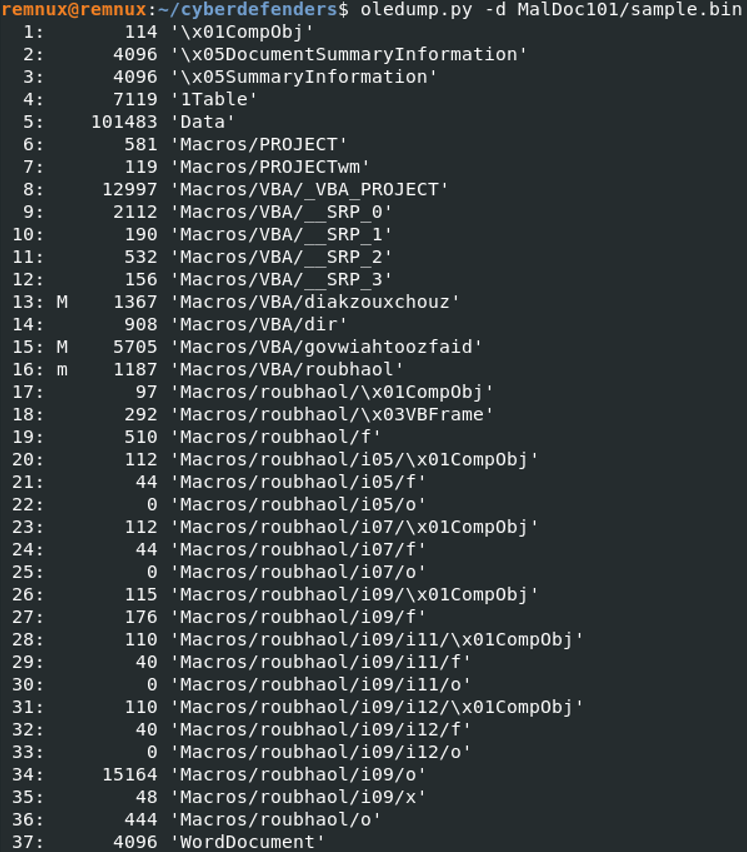 remnux@remnux:~/cyberdefenders$ oledump.py -d MalDoc101/sample.bin
  1:       114 '\x01CompObj'
  2:      4096 '\x05DocumentSummaryInformation'
  3:      4096 '\x05SummaryInformation'
  4:      7119 '1Table'
  5:    101483 'Data'
  6:       581 'Macros/PROJECT'
  7:       119 'Macros/PROJECTwm'
  8:     12997 'Macros/VBA/_VBA_PROJECT'
  9:      2112 'Macros/VBA/__SRP_0'
 10:       190 'Macros/VBA/__SRP_1'
 11:       532 'Macros/VBA/__SRP_2'
 12:       156 'Macros/VBA/__SRP_3'
 13: M    1367 'Macros/VBA/diakzouxchouz'
 14:       908 'Macros/VBA/dir'
 15: M    5705 'Macros/VBA/govwiahtoozfaid'
 16: m    1187 'Macros/VBA/roubhaol'
 17:        97 'Macros/roubhaol/\x01CompObj'
 18:       292 'Macros/roubhaol/\x03VBFrame'
 19:       510 'Macros/roubhaol/f'
 20:       112 'Macros/roubhaol/i05/\x01CompObj'
 21:        44 'Macros/roubhaol/i05/f'
 22:         0 'Macros/roubhaol/i05/o'
 23:       112 'Macros/roubhaol/i07/\x01CompObj'
 24:        44 'Macros/roubhaol/i07/f'
 25:         0 'Macros/roubhaol/i07/o'
 26:       115 'Macros/roubhaol/i09/\x01CompObj'
 27:       176 'Macros/roubhaol/i09/f'
 28:       110 'Macros/roubhaol/i09/i11/\x01CompObj'
 29:        40 'Macros/roubhaol/i09/i11/f'
 30:         0 'Macros/roubhaol/i09/i11/o'
 31:       110 'Macros/roubhaol/i09/i12/\x01CompObj'
 32:        40 'Macros/roubhaol/i09/i12/f'
 33:         0 'Macros/roubhaol/i09/i12/o'
 34:     15164 'Macros/roubhaol/i09/o'
 35:        48 'Macros/roubhaol/i09/x'
 36:       444 'Macros/roubhaol/o'
 37:      4096 'WordDocument'